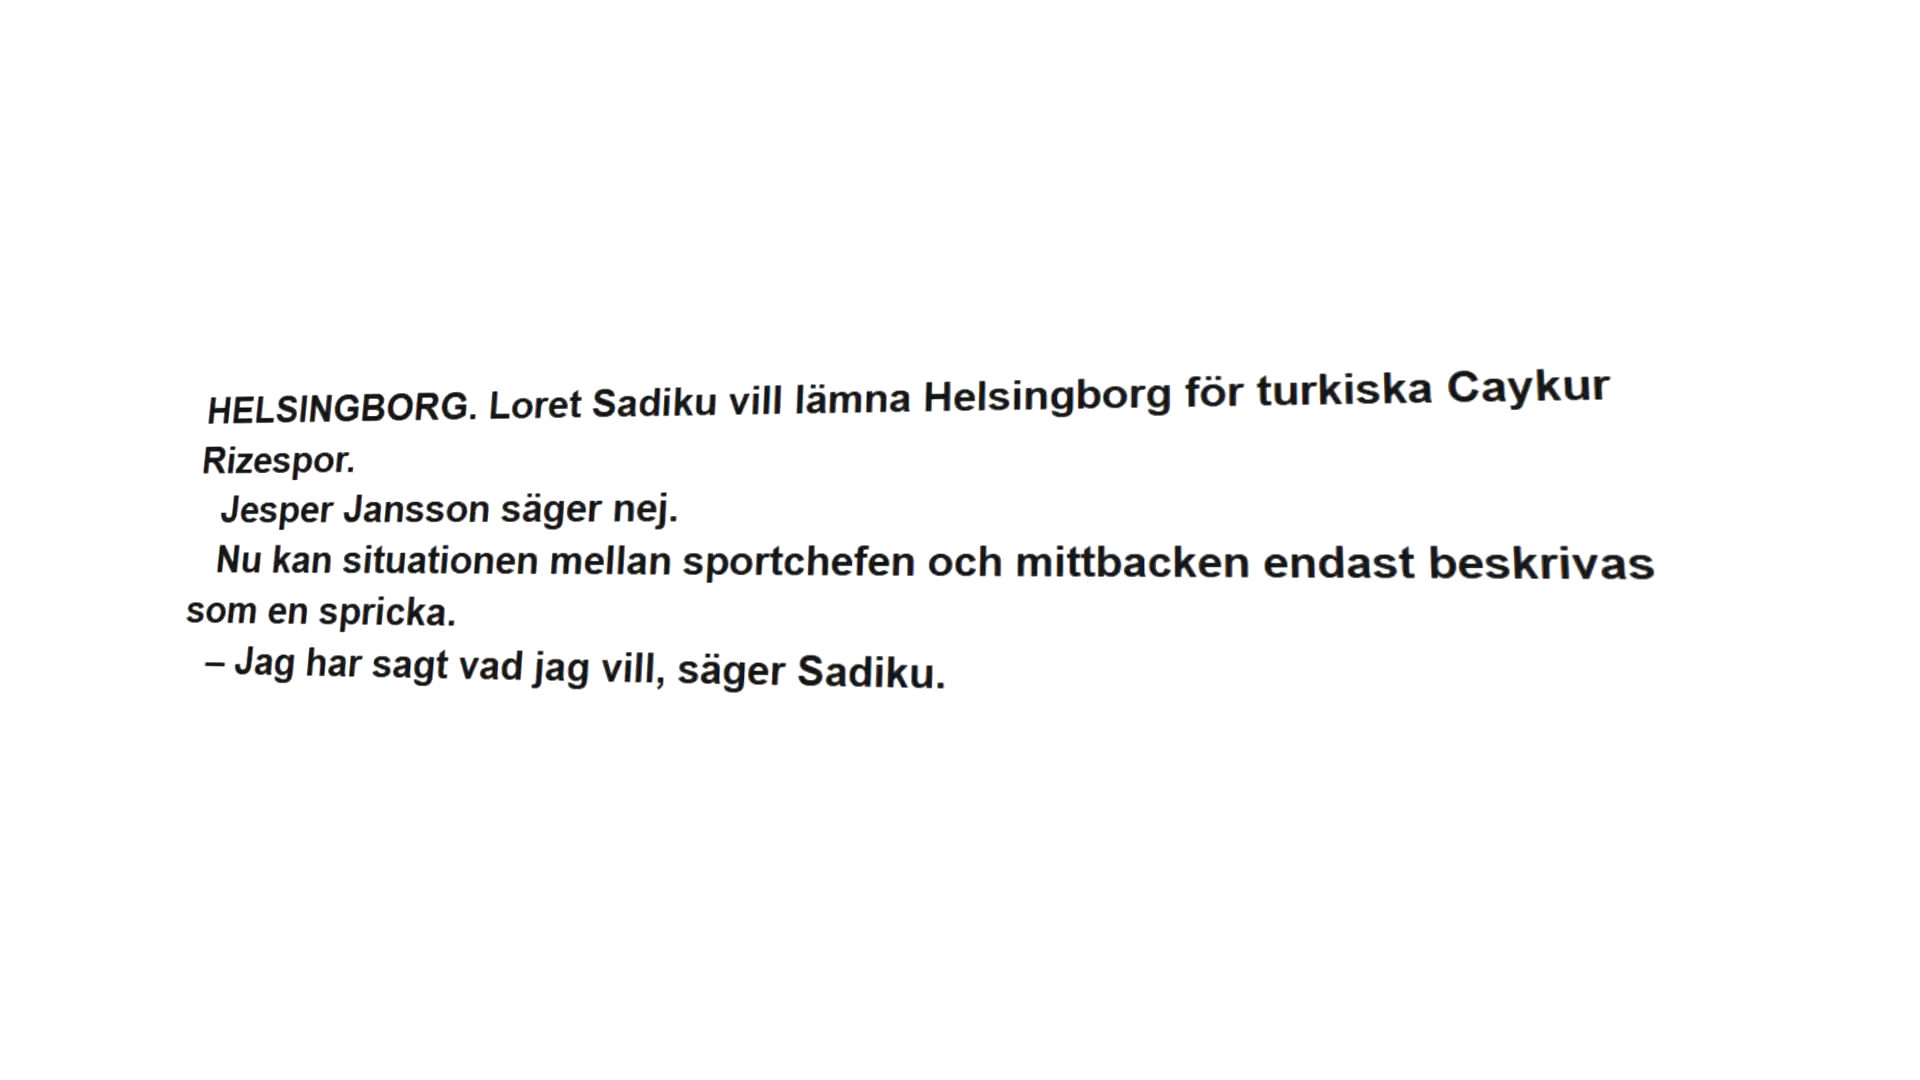 HELSINGBORG. Loret Sadiku vill lämna Helsingborg för turkiska Caykur
Rizespor.
Jesper Jansson säger nej.
Nu kan situationen mellan sportchefen och mittbacken endast beskrivas
som en spricka.
– Jag har sagt vad jag vill, säger Sadiku.